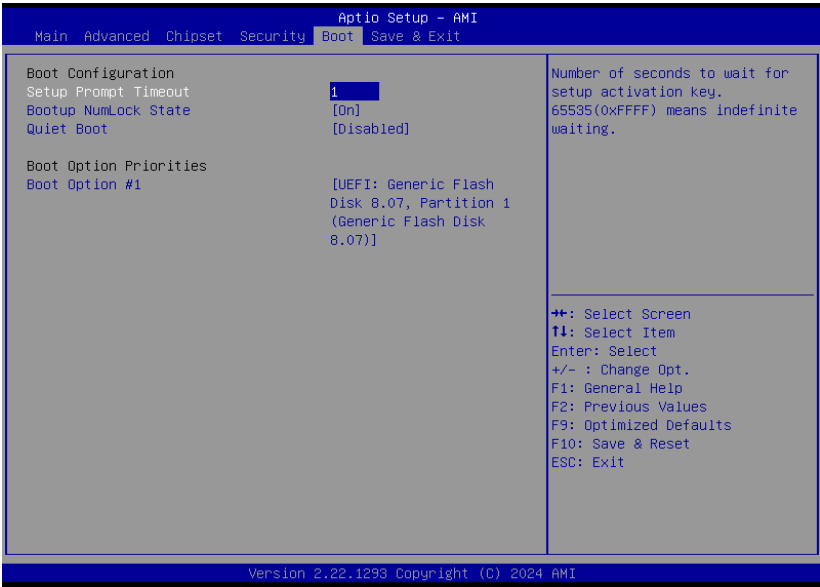 Aptio Setup – AMI
Main Advanced Chipset Security Boot Save & Exit
Boot Configuration
Setup Prompt Timeout 1
Bootup NumLock State [On]
Quiet Boot [Disabled]
Boot Option Priorities
Boot Option #1 [UEFI: Generic Flash
Disk 8.07, Partition 1
(Generic Flash Disk
8.07)]
Number of seconds to wait for
setup activation key.
65535(0xFFFF) means indefinite
waiting.
→←: Select Screen
↑↓: Select Item
Enter: Select
+/- : Change Opt.
F1: General Help
F2: Previous Values
F9: Optimized Defaults
F10: Save & Reset
ESC: Exit
Version 2.22.1293 Copyright (C) 2024 AMI